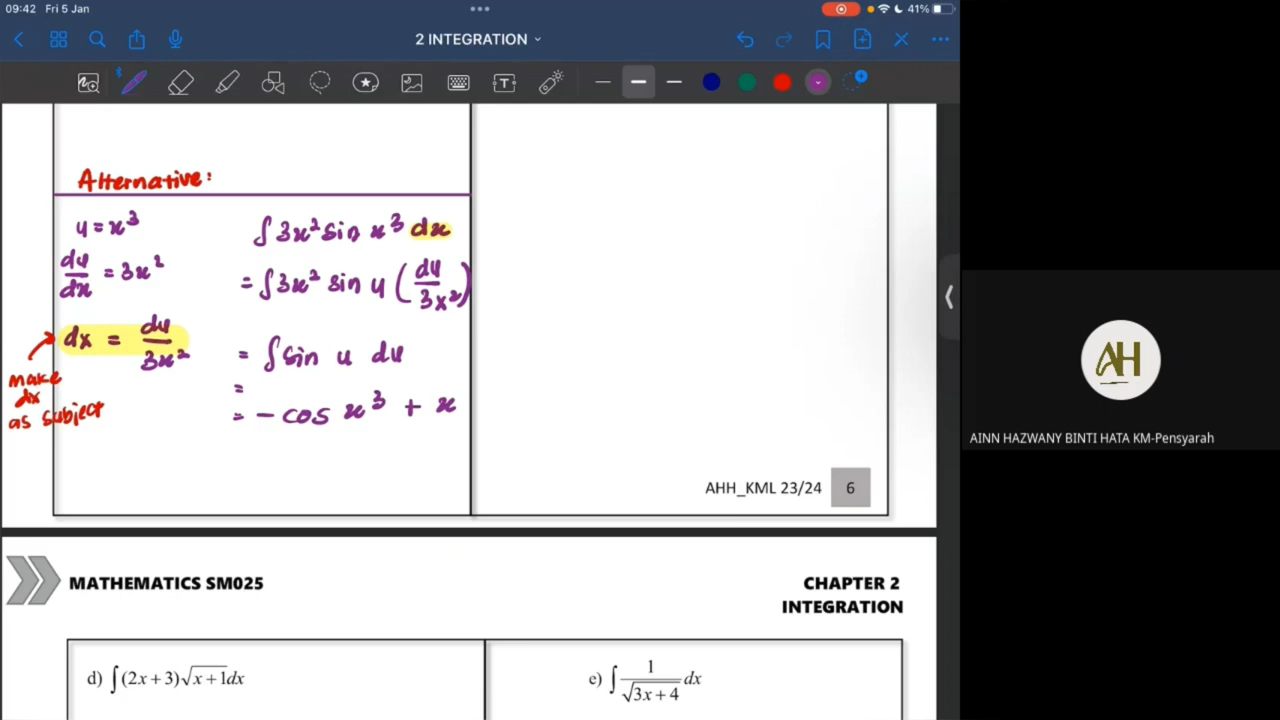 09:42 Fri 5 Jan
41%
2 INTEGRATION
Alternative:
u = x³
du/dx = 3x²
dx = du/3x²
make
dx
as subject
∫ 3x² sin x³ dx
= ∫ 3x² sin u (du/3x²)
= ∫ sin u du
=
= - cos x³ + x
AHH_KML 23/24 6
MATHEMATICS SM025
CHAPTER 2
INTEGRATION
d) ∫(2x+3)√x+1dx
e) ∫ 1/√3x+4 dx
AH
AINN HAZWANY BINTI HATA KM-Pensyarah